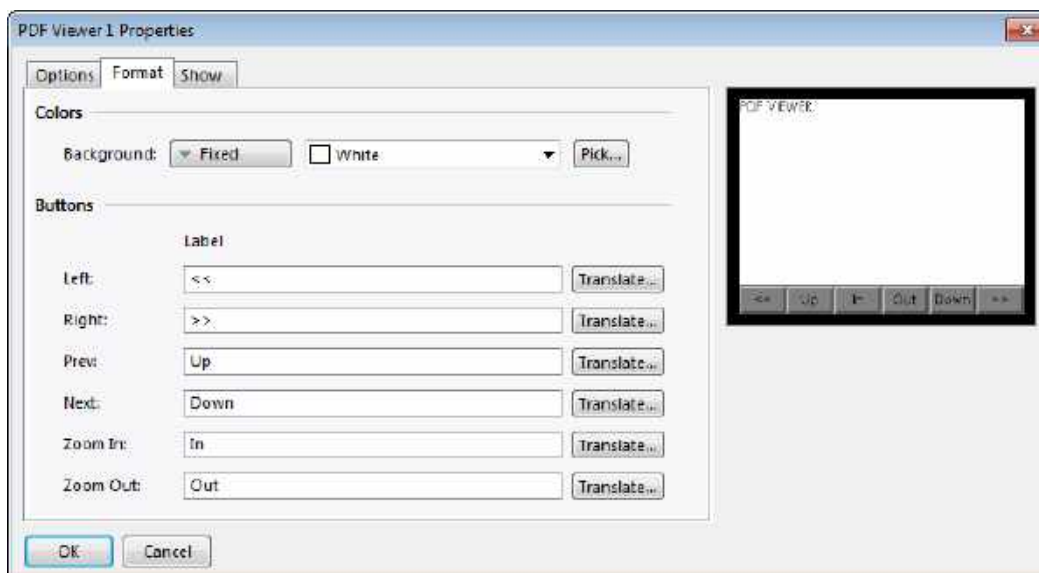 PDF Viewer 1 Properties
Options Format Show
Colors
Background: Fixed White Pick...
Buttons
Label
Left: << Translate...
Right: >> Translate...
Prev: Up Translate...
Next: Down Translate...
Zoom In: In Translate...
Zoom Out: Out Translate...
OK Cancel
PDF VIEWER
<< Up In Out Down >>